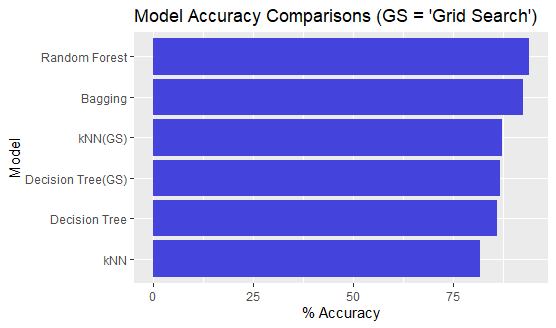 Model Accuracy Comparisons (GS = 'Grid Search')
Model
Random Forest
Bagging
kNN(GS)
Decision Tree(GS)
Decision Tree
kNN
0 25 50 75
% Accuracy